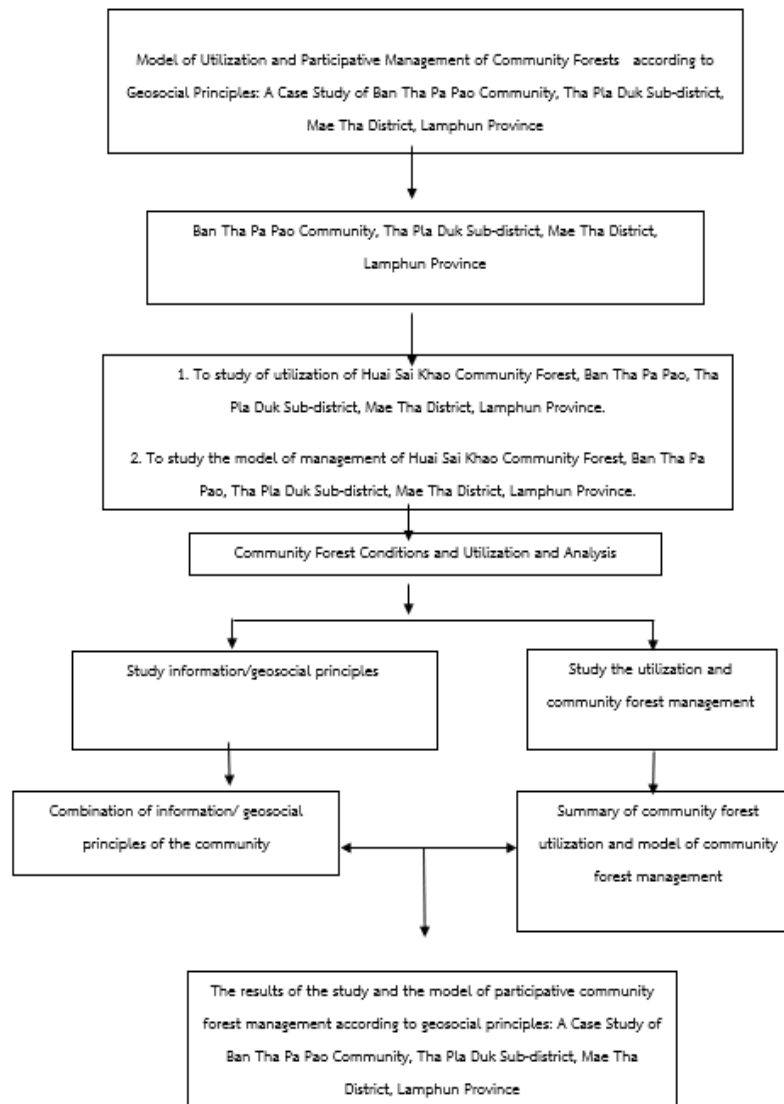 Model of Utilization and Participative Management of Community Forests according to
Geosocial Principles: A Case Study of Ban Tha Pa Pao Community, Tha Pla Duk Sub-district,
Mae Tha District, Lamphun Province
Ban Tha Pa Pao Community, Tha Pla Duk Sub-district, Mae Tha District,
Lamphun Province
1. To study of utilization of Huai Sai Khao Community Forest, Ban Tha Pa Pao, Tha
Pla Duk Sub-district, Mae Tha District, Lamphun Province.
2. To study the model of management of Huai Sai Khao Community Forest, Ban Tha Pa
Pao, Tha Pla Duk Sub-district, Mae Tha District, Lamphun Province.
Community Forest Conditions and Utilization and Analysis
Study information/geosocial principles
Study the utilization and
community forest management
Combination of information/ geosocial
principles of the community
Summary of community forest
utilization and model of community
forest management
The results of the study and the model of participative community
forest management according to geosocial principles: A Case Study of
Ban Tha Pa Pao Community, Tha Pla Duk Sub-district, Mae Tha
District, Lamphun Province